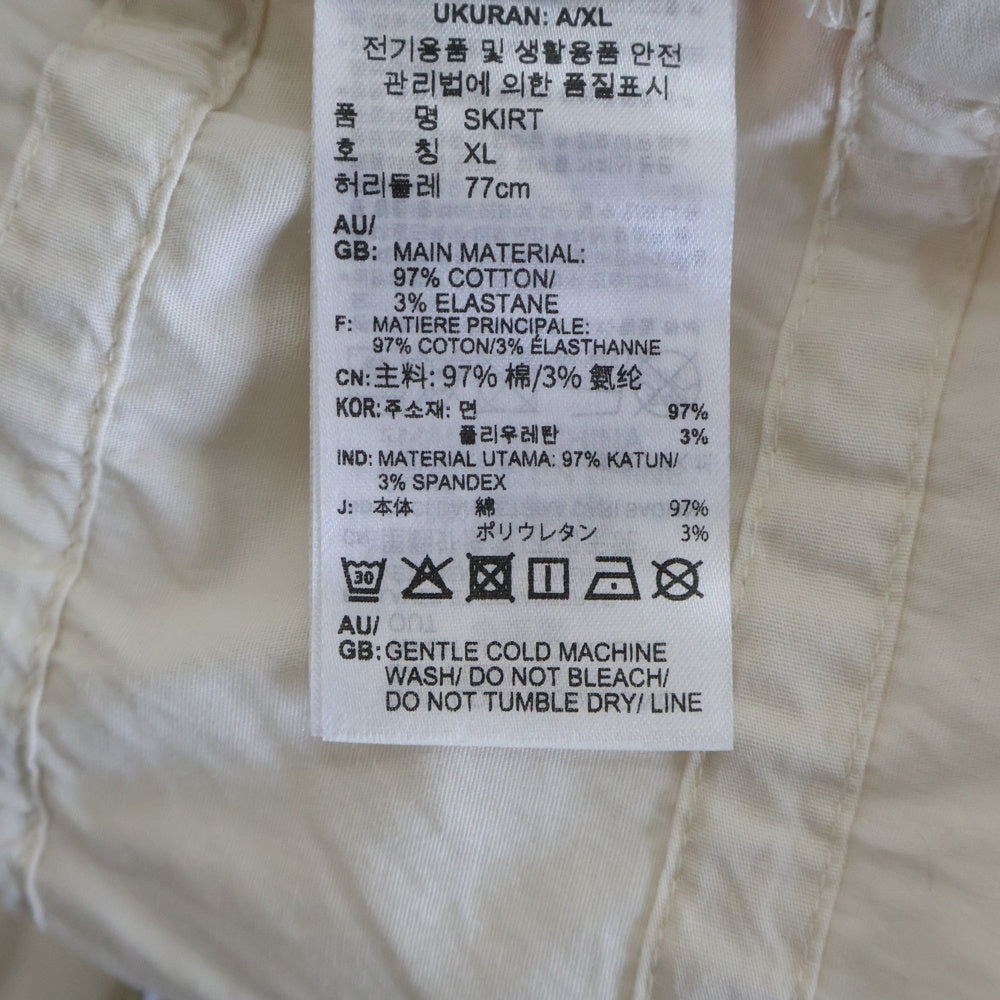 UKURAN: A/XL
전기용품 및 생활용품 안전
관리법에 의한 품질표시
품 명 SKIRT
호 칭 XL
허리둘레 77cm
AU/
GB: MAIN MATERIAL:
97% COTTON/
3% ELASTANE
F: MATIERE PRINCIPALE:
97% COTON/3% ÉLASTHANNE
CN: 主料: 97% 棉/3% 氨纶
KOR: 주소재: 면 97%
폴리우레탄 3%
IND: MATERIAL UTAMA: 97% KATUN/
3% SPANDEX
J: 本体 綿 97%
ポリウレタン 3%
30
AU/
GB: GENTLE COLD MACHINE
WASH/ DO NOT BLEACH/
DO NOT TUMBLE DRY/ LINE